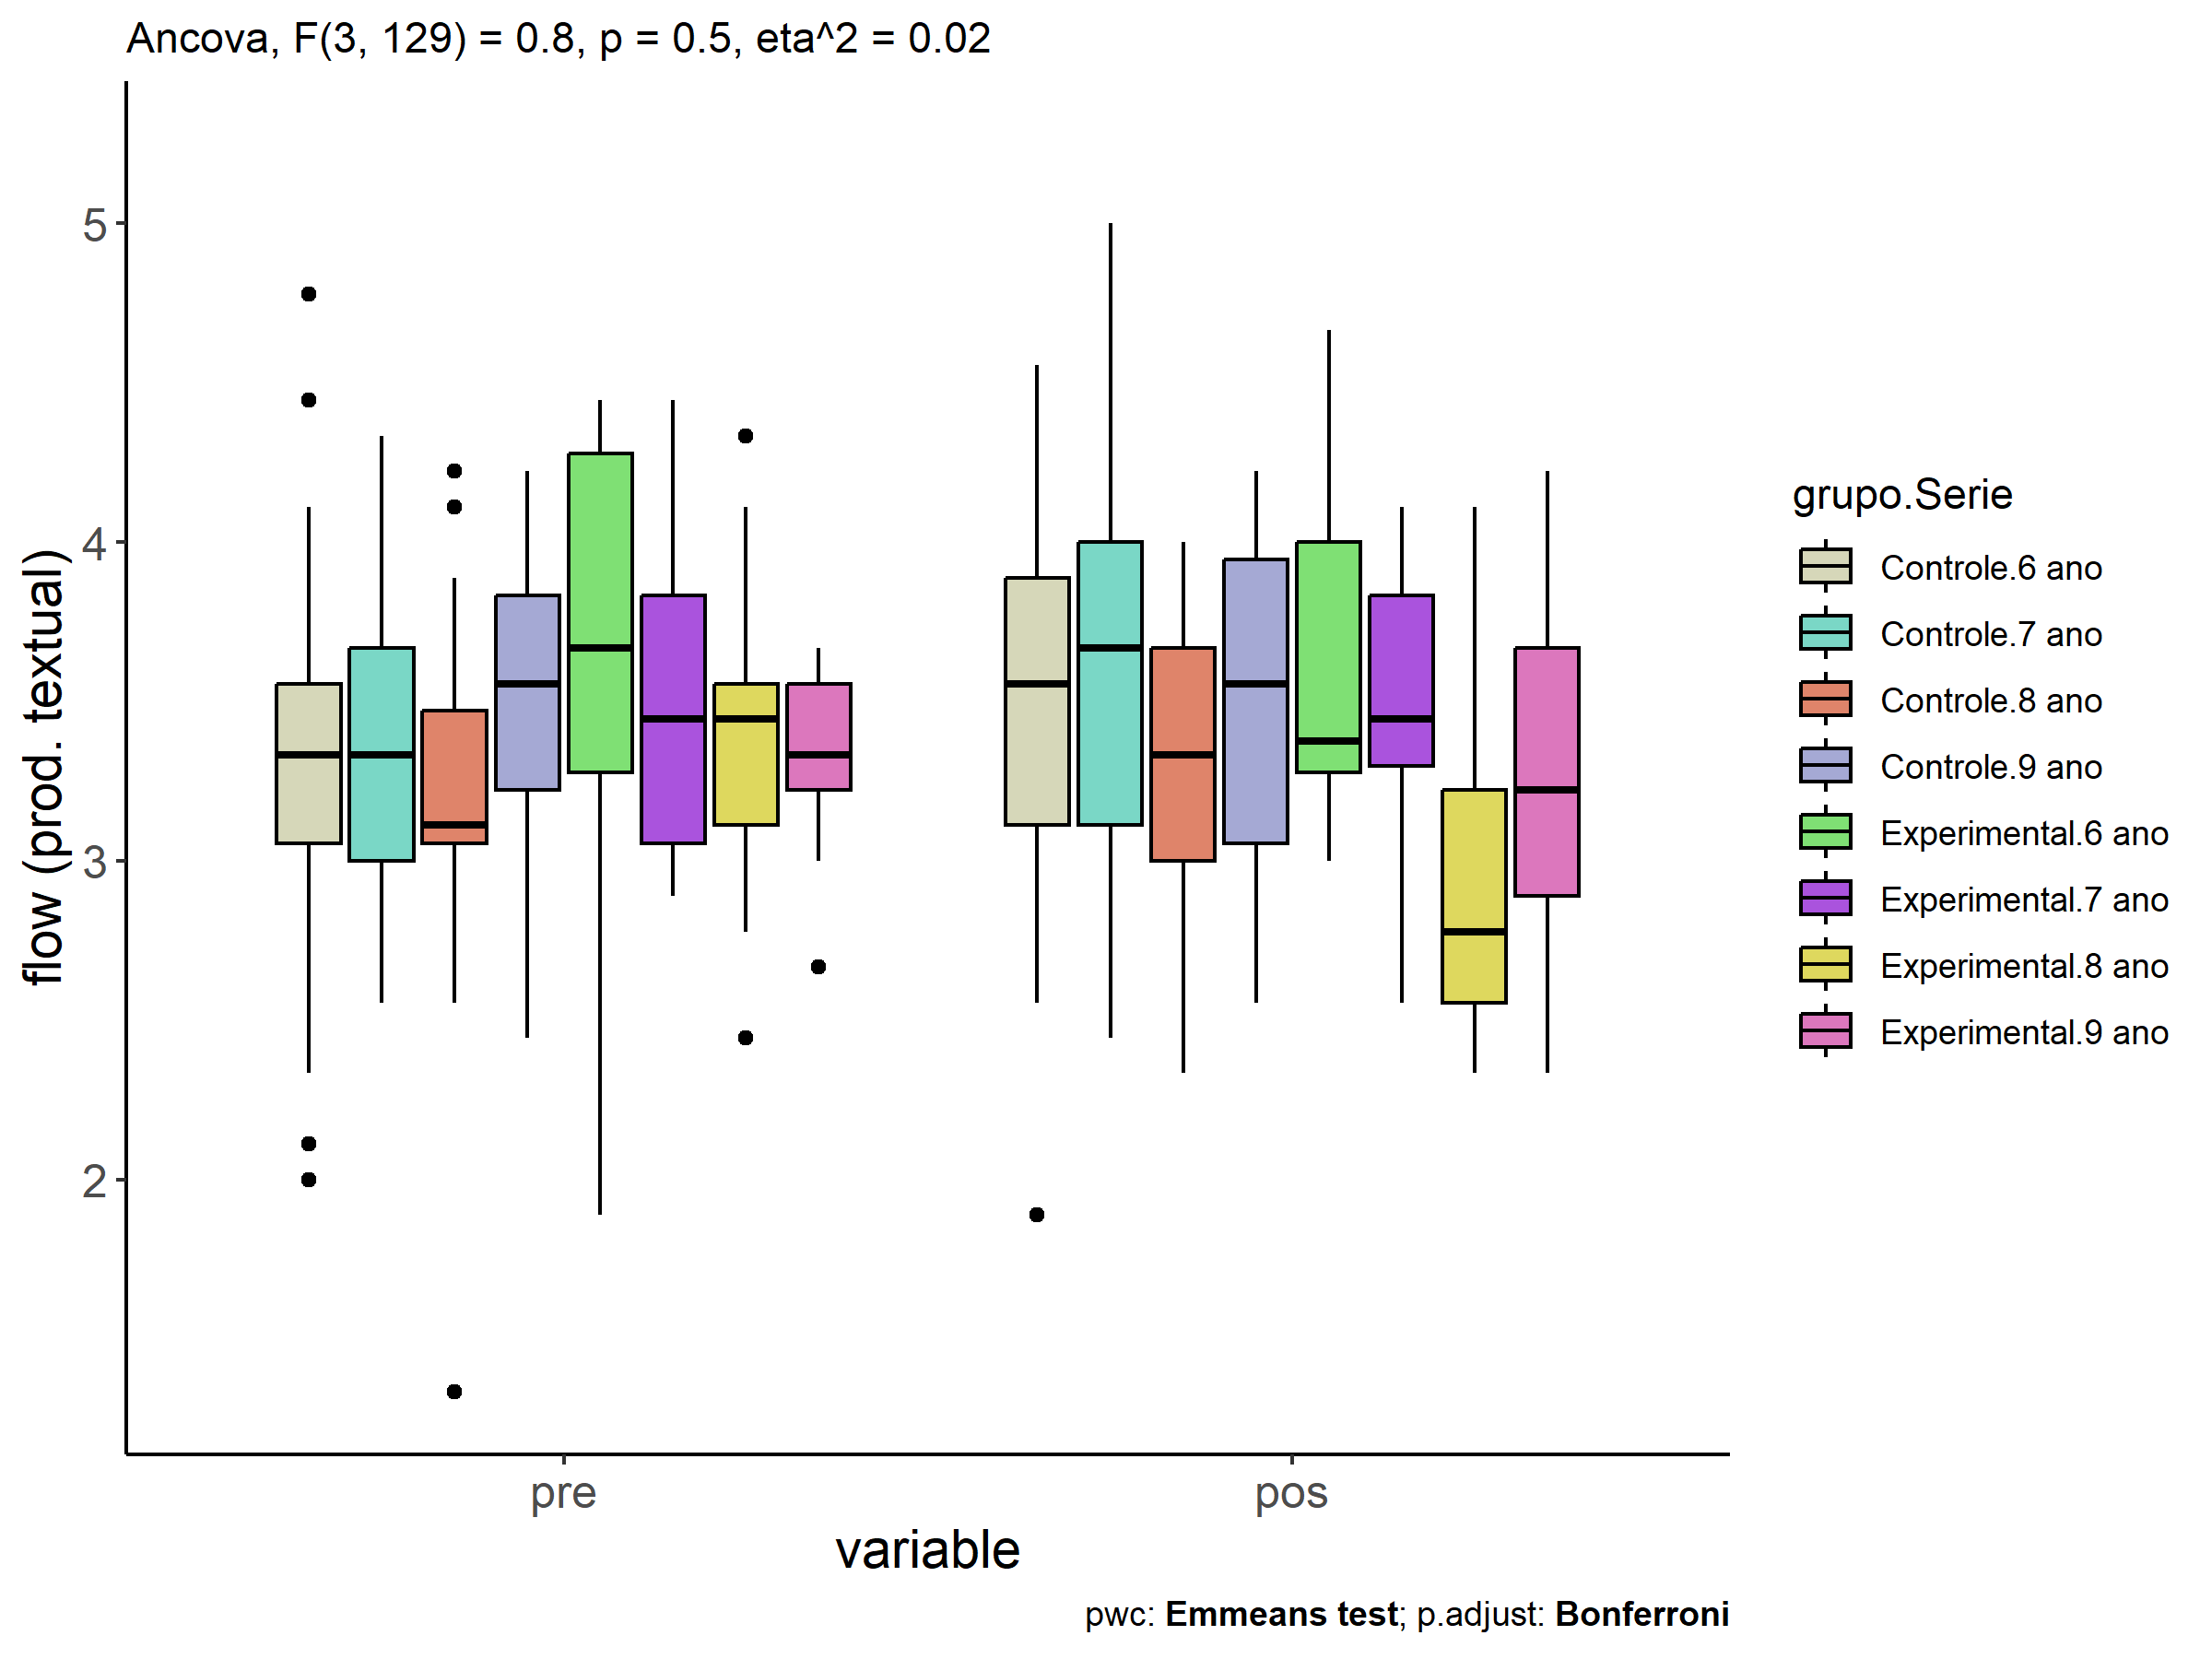 Ancova, F(3, 129) = 0.8, p = 0.5, eta^2 = 0.02
flow (prod. textual)
5
4
3
2
pre
pos
variable
grupo.Serie
Controle.6 ano
Controle.7 ano
Controle.8 ano
Controle.9 ano
Experimental.6 ano
Experimental.7 ano
Experimental.8 ano
Experimental.9 ano
pwc: Emmeans test; p.adjust: Bonferroni